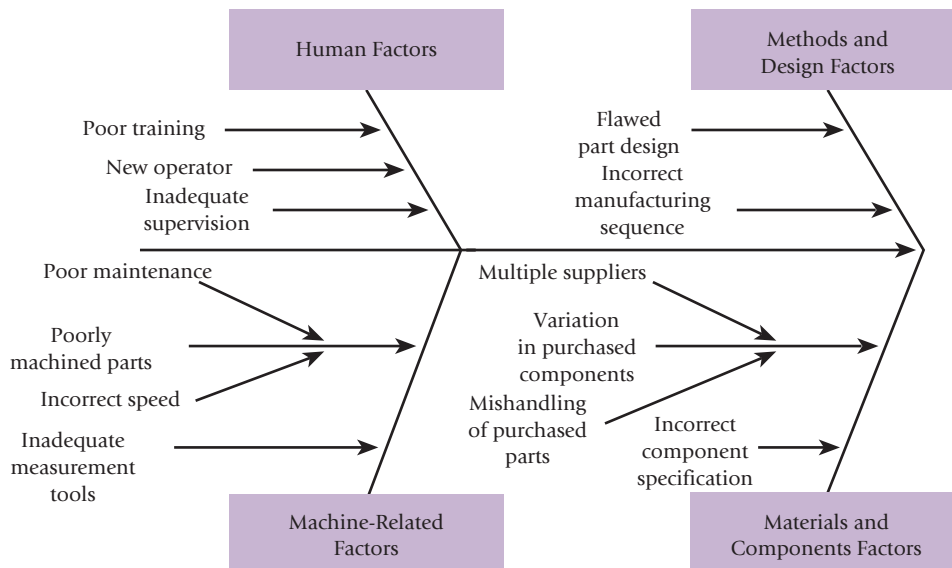 Human Factors
Methods and
Design Factors
Poor training
New operator
Inadequate
supervision
Flawed
part design
Incorrect
manufacturing
sequence
Poor maintenance
Poorly
machined parts
Incorrect speed
Inadequate
measurement
tools
Multiple suppliers
Variation
in purchased
components
Mishandling
of purchased
parts
Incorrect
component
specification
Machine-Related
Factors
Materials and
Components Factors